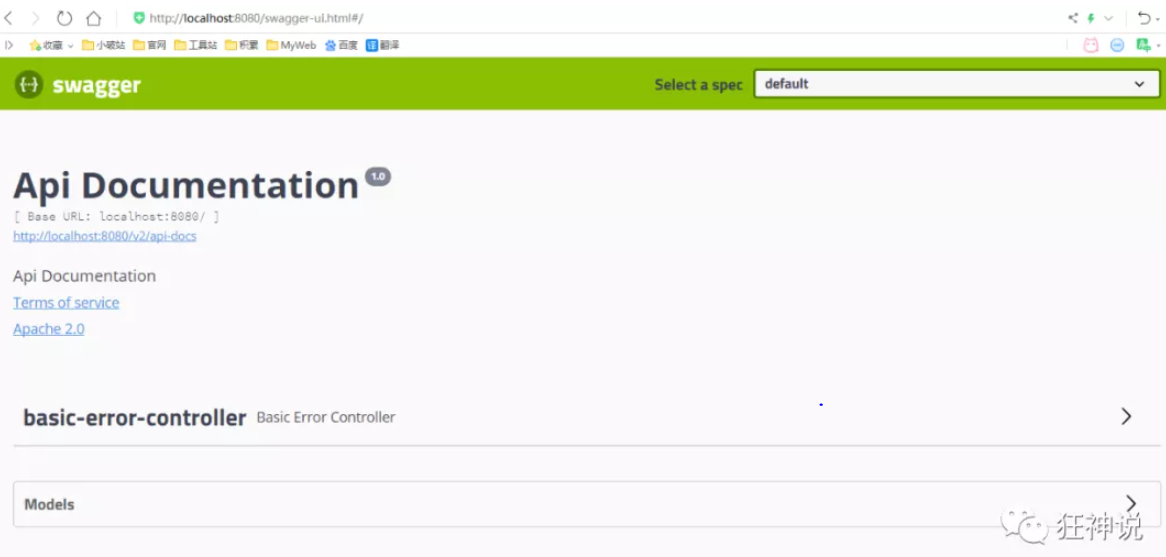 http://localhost:8080/swagger-ui.html#/
收藏 小破站 官网 工具站 积累 MyWeb 百度 译 翻译
swagger Select a spec default
Api Documentation 1.0
[ Base URL: localhost:8080/ ]
http://localhost:8080/v2/api-docs
Api Documentation
Terms of service
Apache 2.0
basic-error-controller Basic Error Controller
Models
狂神说